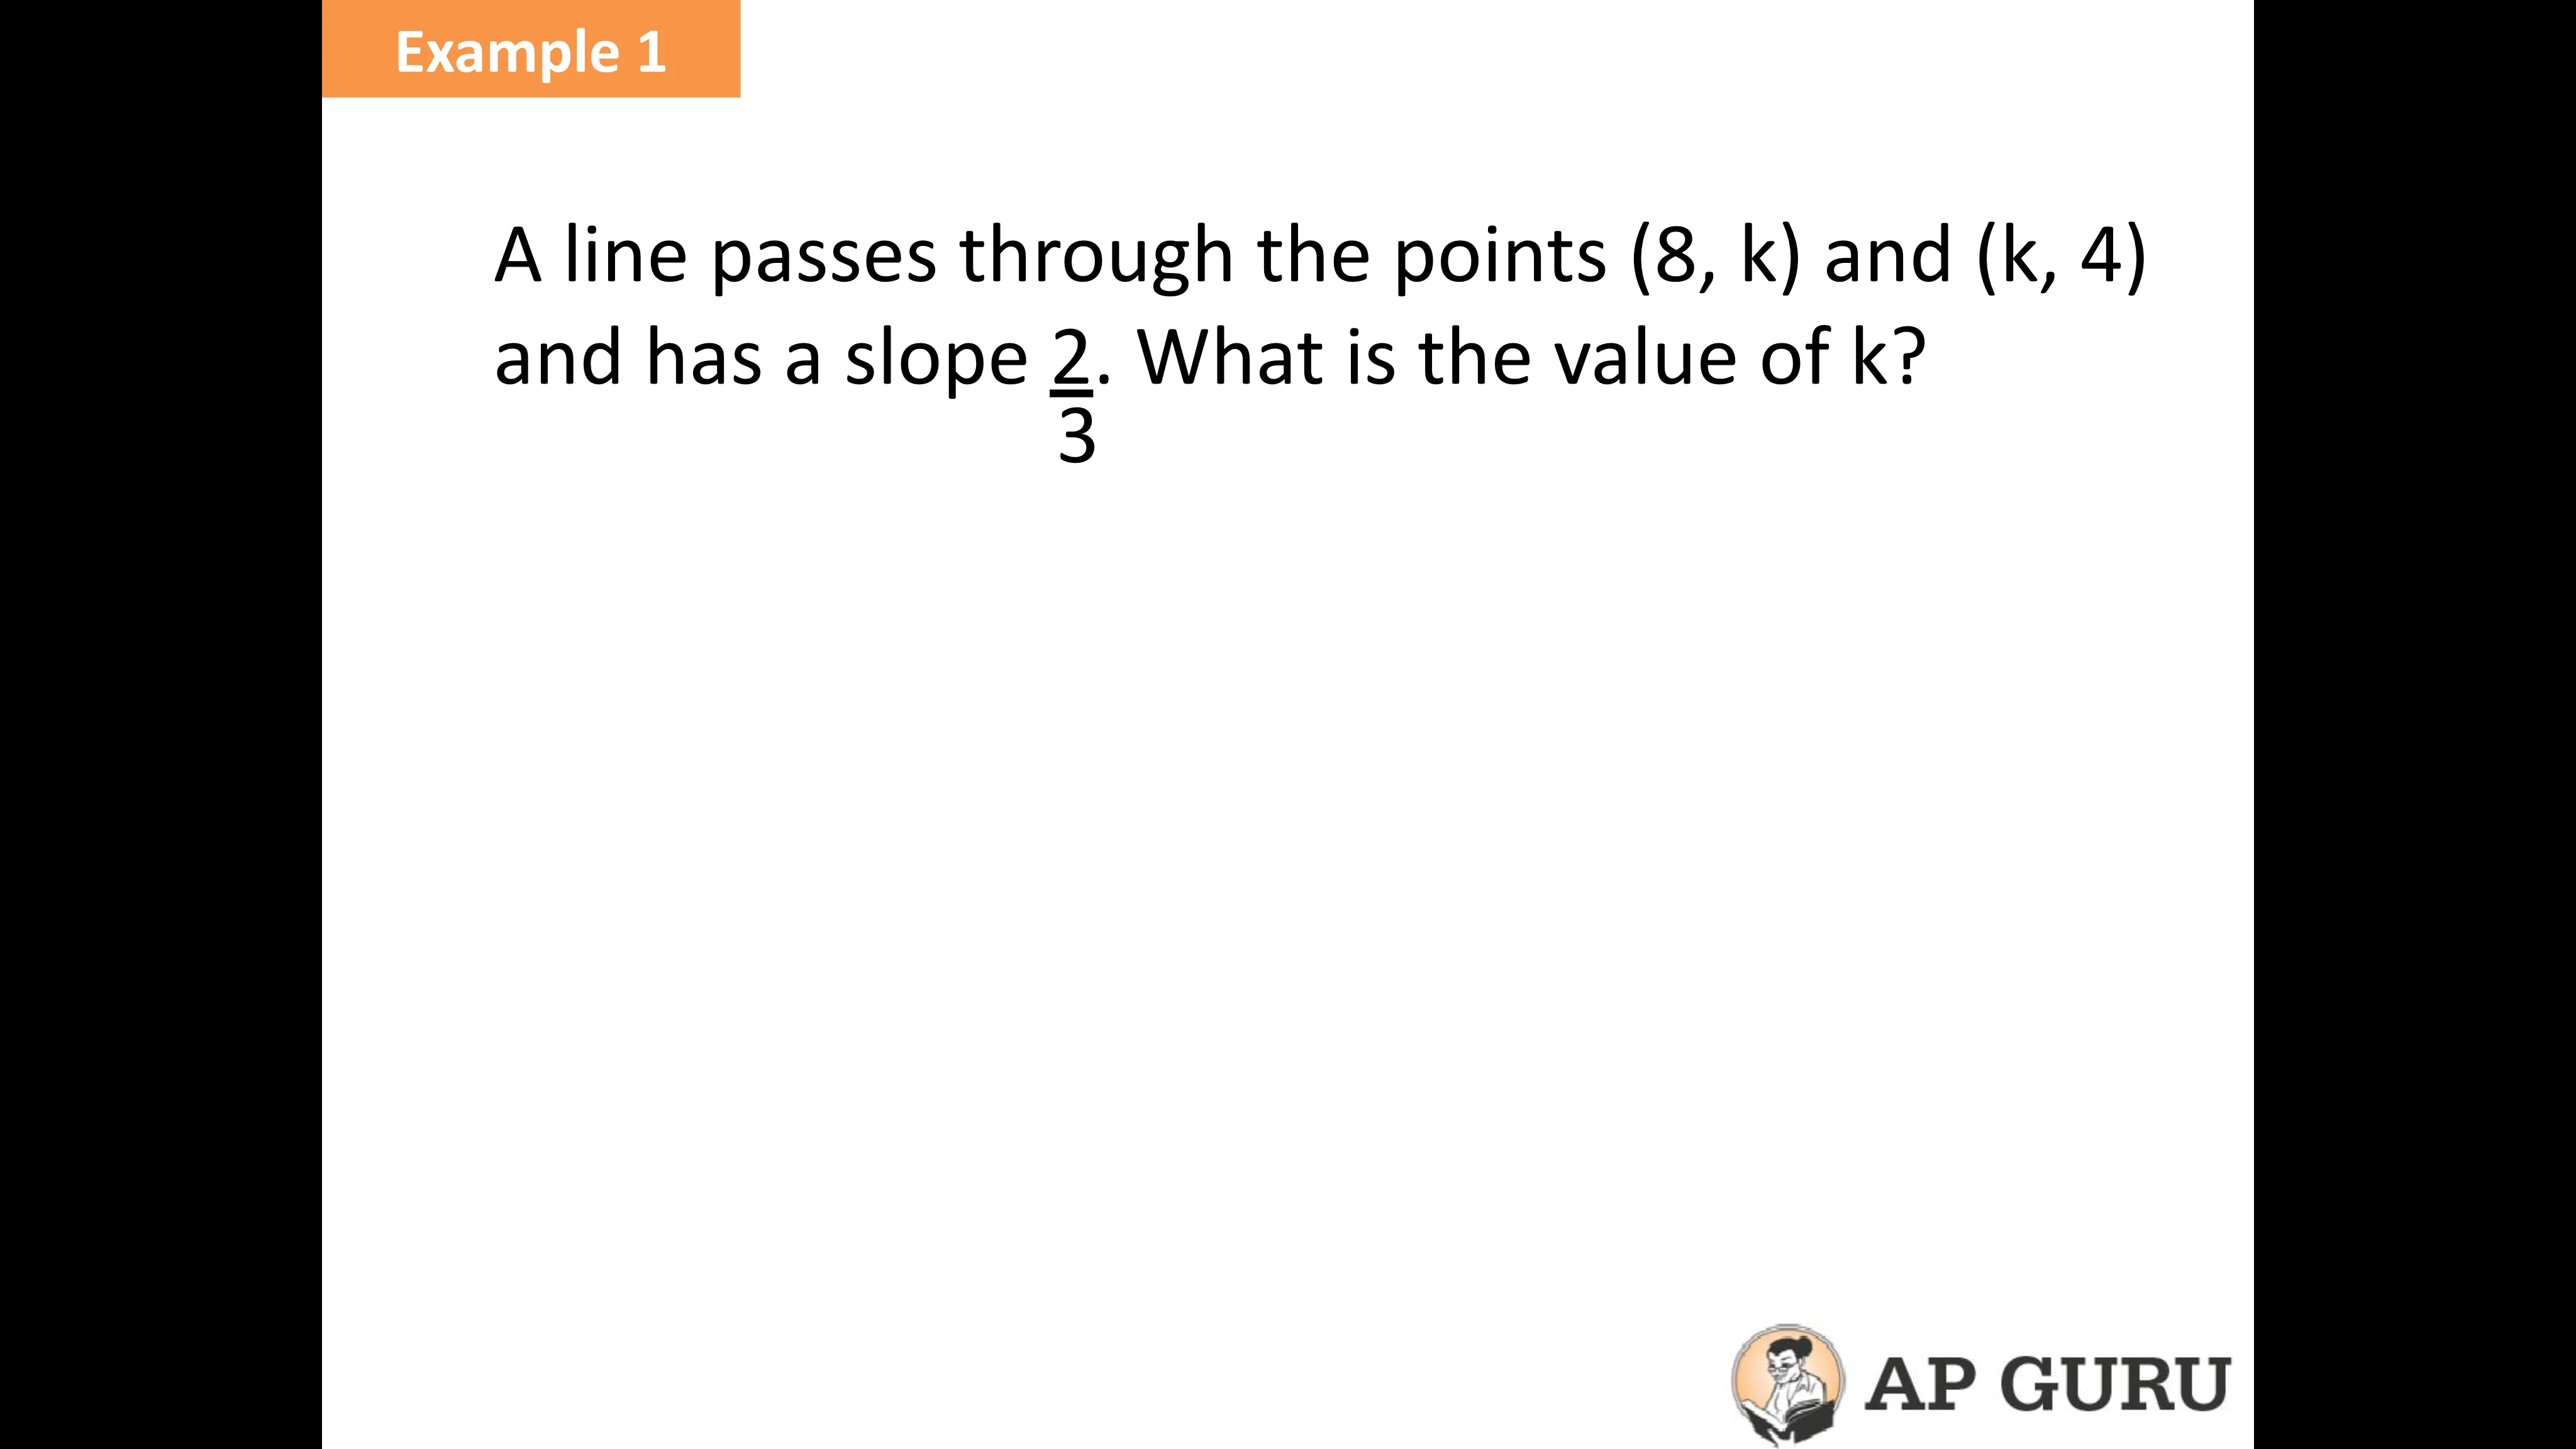 Example 1
A line passes through the points (8, k) and (k, 4)
and has a slope 2. What is the value of k?
3
AP GURU